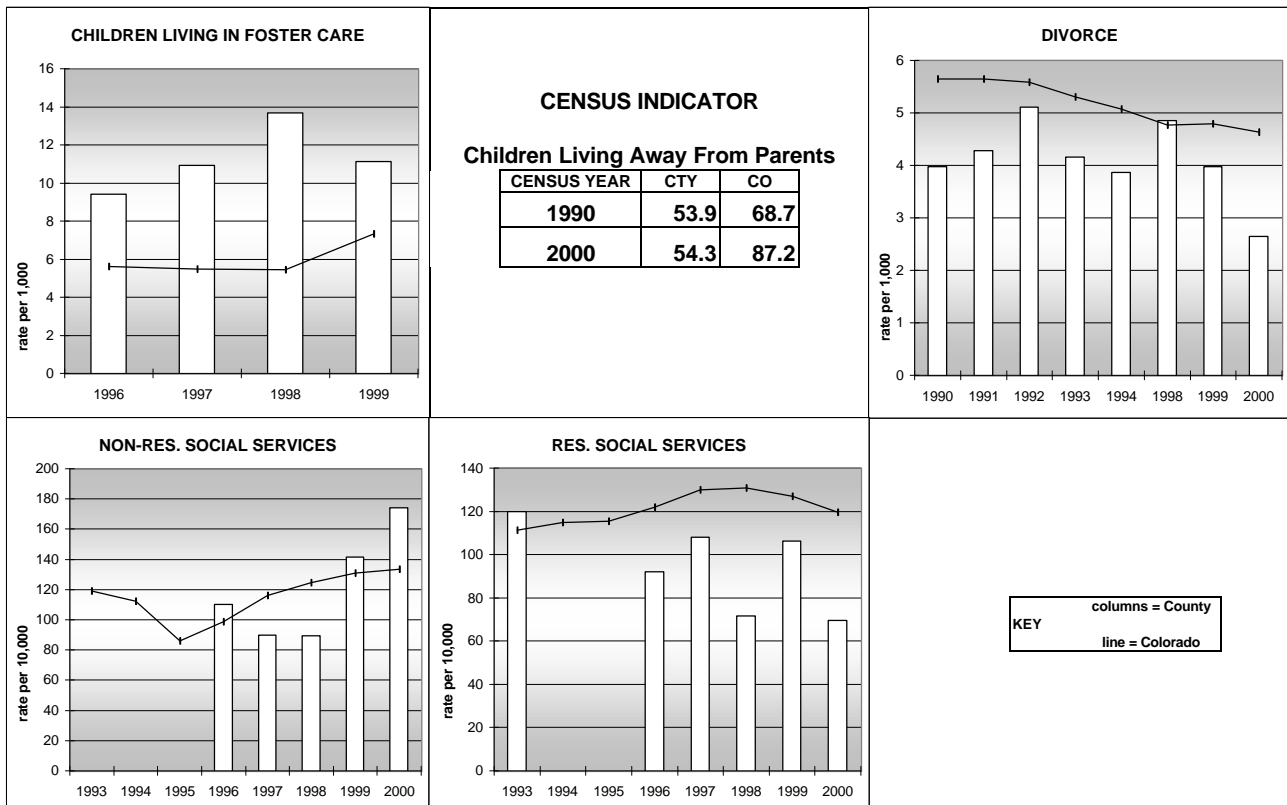 CHILDREN LIVING IN FOSTER CARE
16
14
12
10
8
6
4
2
0
rate per 1,000
1996 1997 1998 1999
CENSUS INDICATOR
Children Living Away From Parents
CENSUS YEAR CTY CO
1990 53.9 68.7
2000 54.3 87.2
DIVORCE
6
5
4
3
2
1
0
rate per 1,000
1990 1991 1992 1993 1994 1998 1999 2000
NON-RES. SOCIAL SERVICES
200
180
160
140
120
100
80
60
40
20
0
rate per 10,000
1993 1994 1995 1996 1997 1998 1999 2000
RES. SOCIAL SERVICES
140
120
100
80
60
40
20
0
rate per 10,000
1993 1994 1995 1996 1997 1998 1999 2000
columns = County
KEY
line = Colorado